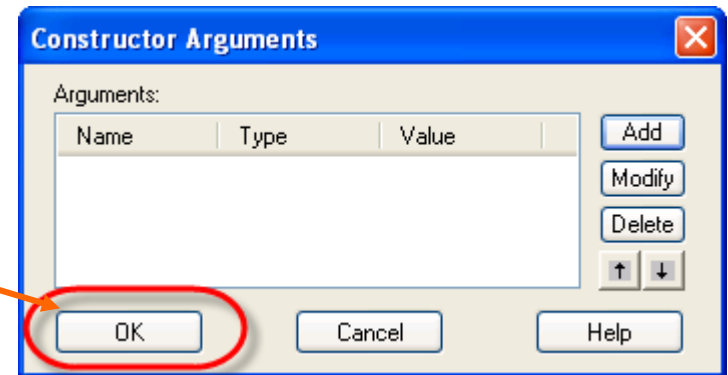 Constructor Arguments
Arguments:
Name Type Value
Add
Modify
Delete
OK Cancel Help